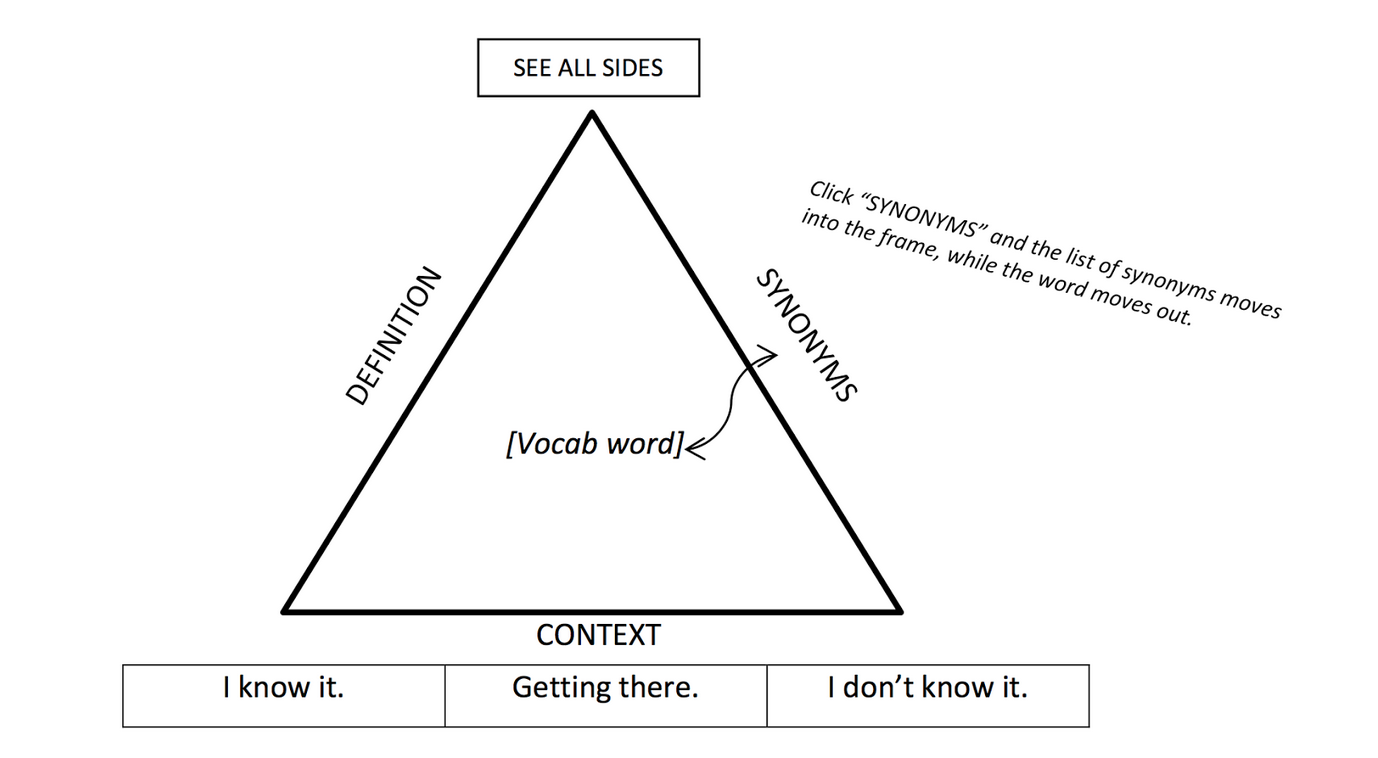 SEE ALL SIDES
Click “SYNONYMS” and the list of synonyms moves
into the frame, while the word moves out.
DEFINITION
SYNONYMS
[Vocab word]
CONTEXT
I know it.
Getting there.
I don’t know it.